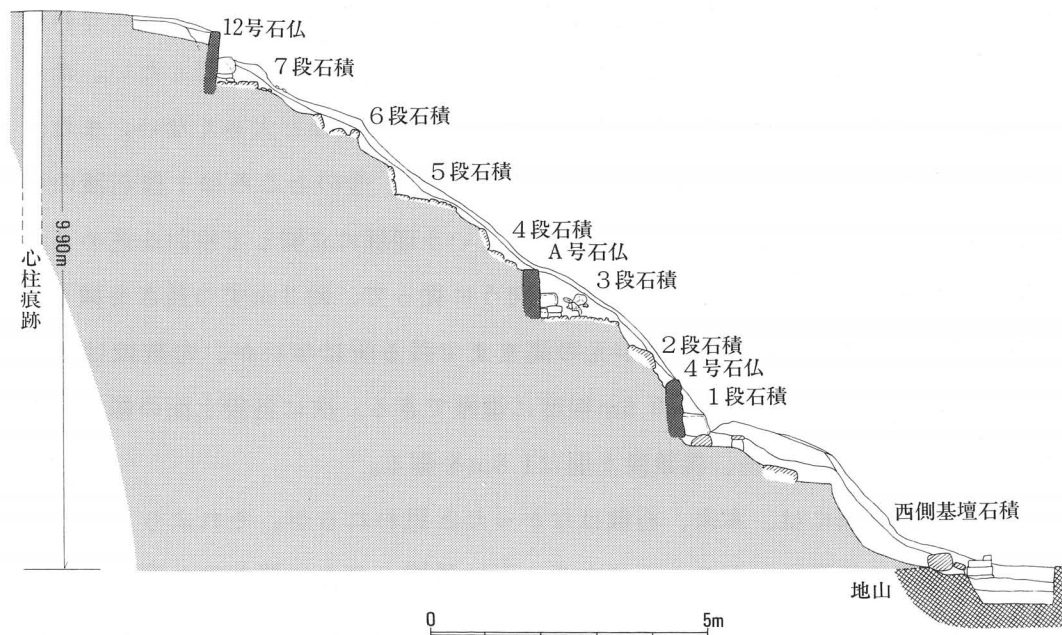 12号石仏
7段石積
6段石積
5段石積
4段石積
A号石仏
3段石積
2段石積
4号石仏
1段石積
西側基壇石積
地山
9.90m
心柱痕跡
0 5m